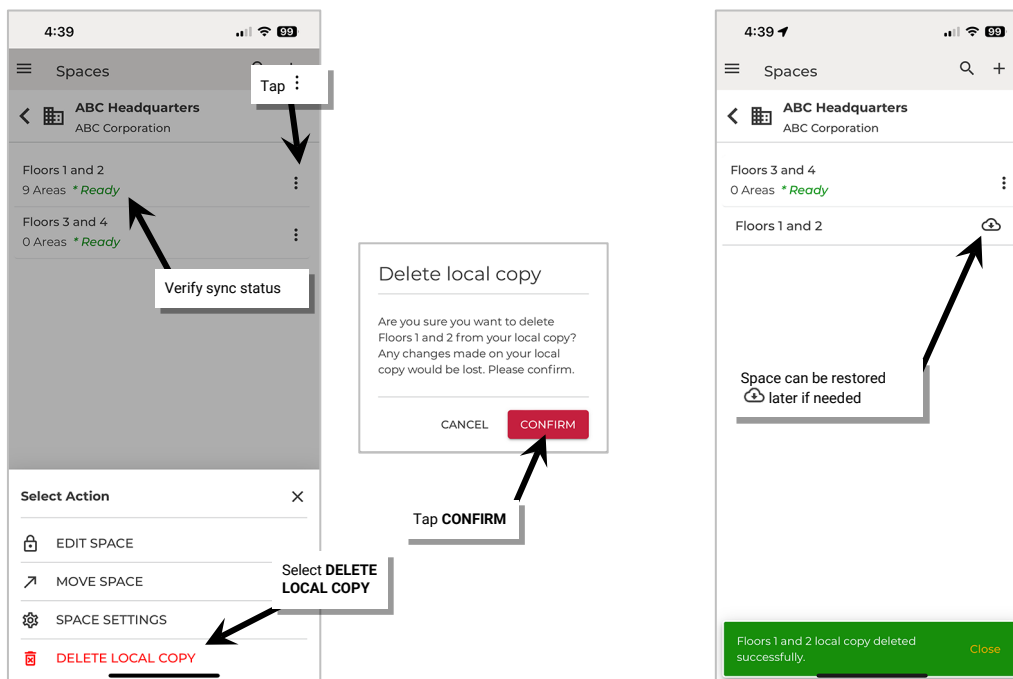 4:39
99
Spaces
Tap
ABC Headquarters
ABC Corporation
Floors 1 and 2
9 Areas * Ready
Floors 3 and 4
0 Areas * Ready
Verify sync status
Select Action
EDIT SPACE
MOVE SPACE
SPACE SETTINGS
DELETE LOCAL COPY
Select DELETE
LOCAL COPY
Delete local copy
Are you sure you want to delete
Floors 1 and 2 from your local copy?
Any changes made on your local
copy would be lost. Please confirm.
CANCEL
CONFIRM
Tap CONFIRM
4:39
99
Spaces
ABC Headquarters
ABC Corporation
Floors 3 and 4
0 Areas * Ready
Floors 1 and 2
Space can be restored
later if needed
Floors 1 and 2 local copy deleted
successfully.
Close